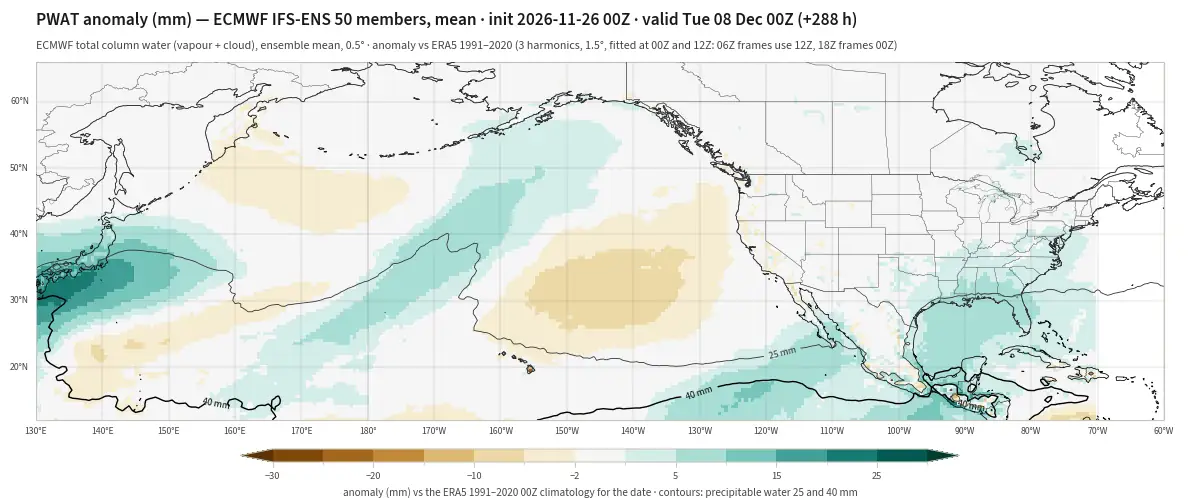 PWAT anomaly (mm) — ECMWF IFS-ENS 50 members, mean · init 2026-11-26 00Z · valid Tue 08 Dec 00Z (+288 h)
ECMWF total column water (vapour + cloud), ensemble mean, 0.5° · anomaly vs ERA5 1991–2020 (3 harmonics, 1.5°, fitted at 00Z and 12Z: 06Z frames use 12Z, 18Z frames 00Z)
60°N
50°N
40°N
30°N
20°N
25 mm
40 mm
40 mm
40 mm
130°E 140°E 150°E 160°E 170°E 180° 170°W 160°W 150°W 140°W 130°W 120°W 110°W 100°W 90°W 80°W 70°W 60°W
−30 −20 −10 −2 5 15 25
anomaly (mm) vs the ERA5 1991–2020 00Z climatology for the date · contours: precipitable water 25 and 40 mm